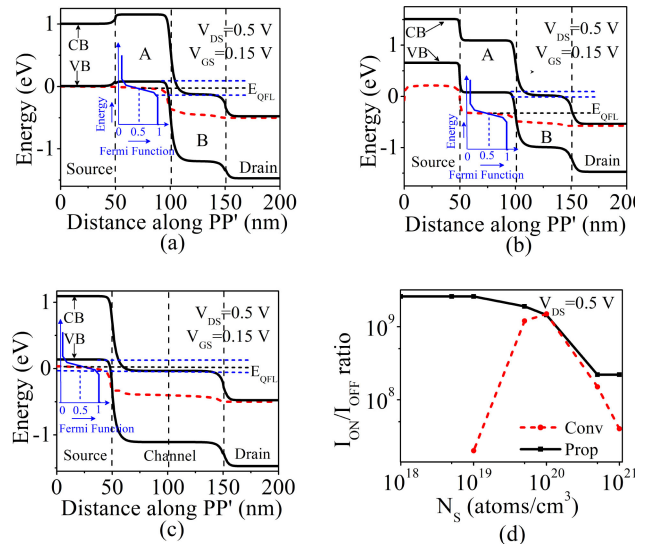 1
0
-1
Energy (eV)
CB
VB
A
V_DS=0.5 V
V_GS=0.15 V
Energy
0 0.5 1
Fermi Function
E_QFL
B
Source
Drain
0 50 100 150 200
Distance along PP' (nm)
(a)
1
0
-1
Energy (eV)
CB
VB
A
V_DS=0.5 V
V_GS=0.15 V
Energy
0 0.5 1
Fermi Function
E_QFL
B
Source
Drain
0 50 100 150 200
Distance along PP' (nm)
(b)
1
0
-1
Energy (eV)
CB
VB
V_DS=0.5 V
V_GS=0.15 V
0 0.5 1
Fermi Function
E_QFL
Source
Channel
Drain
0 50 100 150 200
Distance along PP' (nm)
(c)
I_ON/I_OFF ratio
10^9
10^8
V_DS=0.5 V
Conv
Prop
10^18 10^19 10^20 10^21
N_S (atoms/cm^3)
(d)